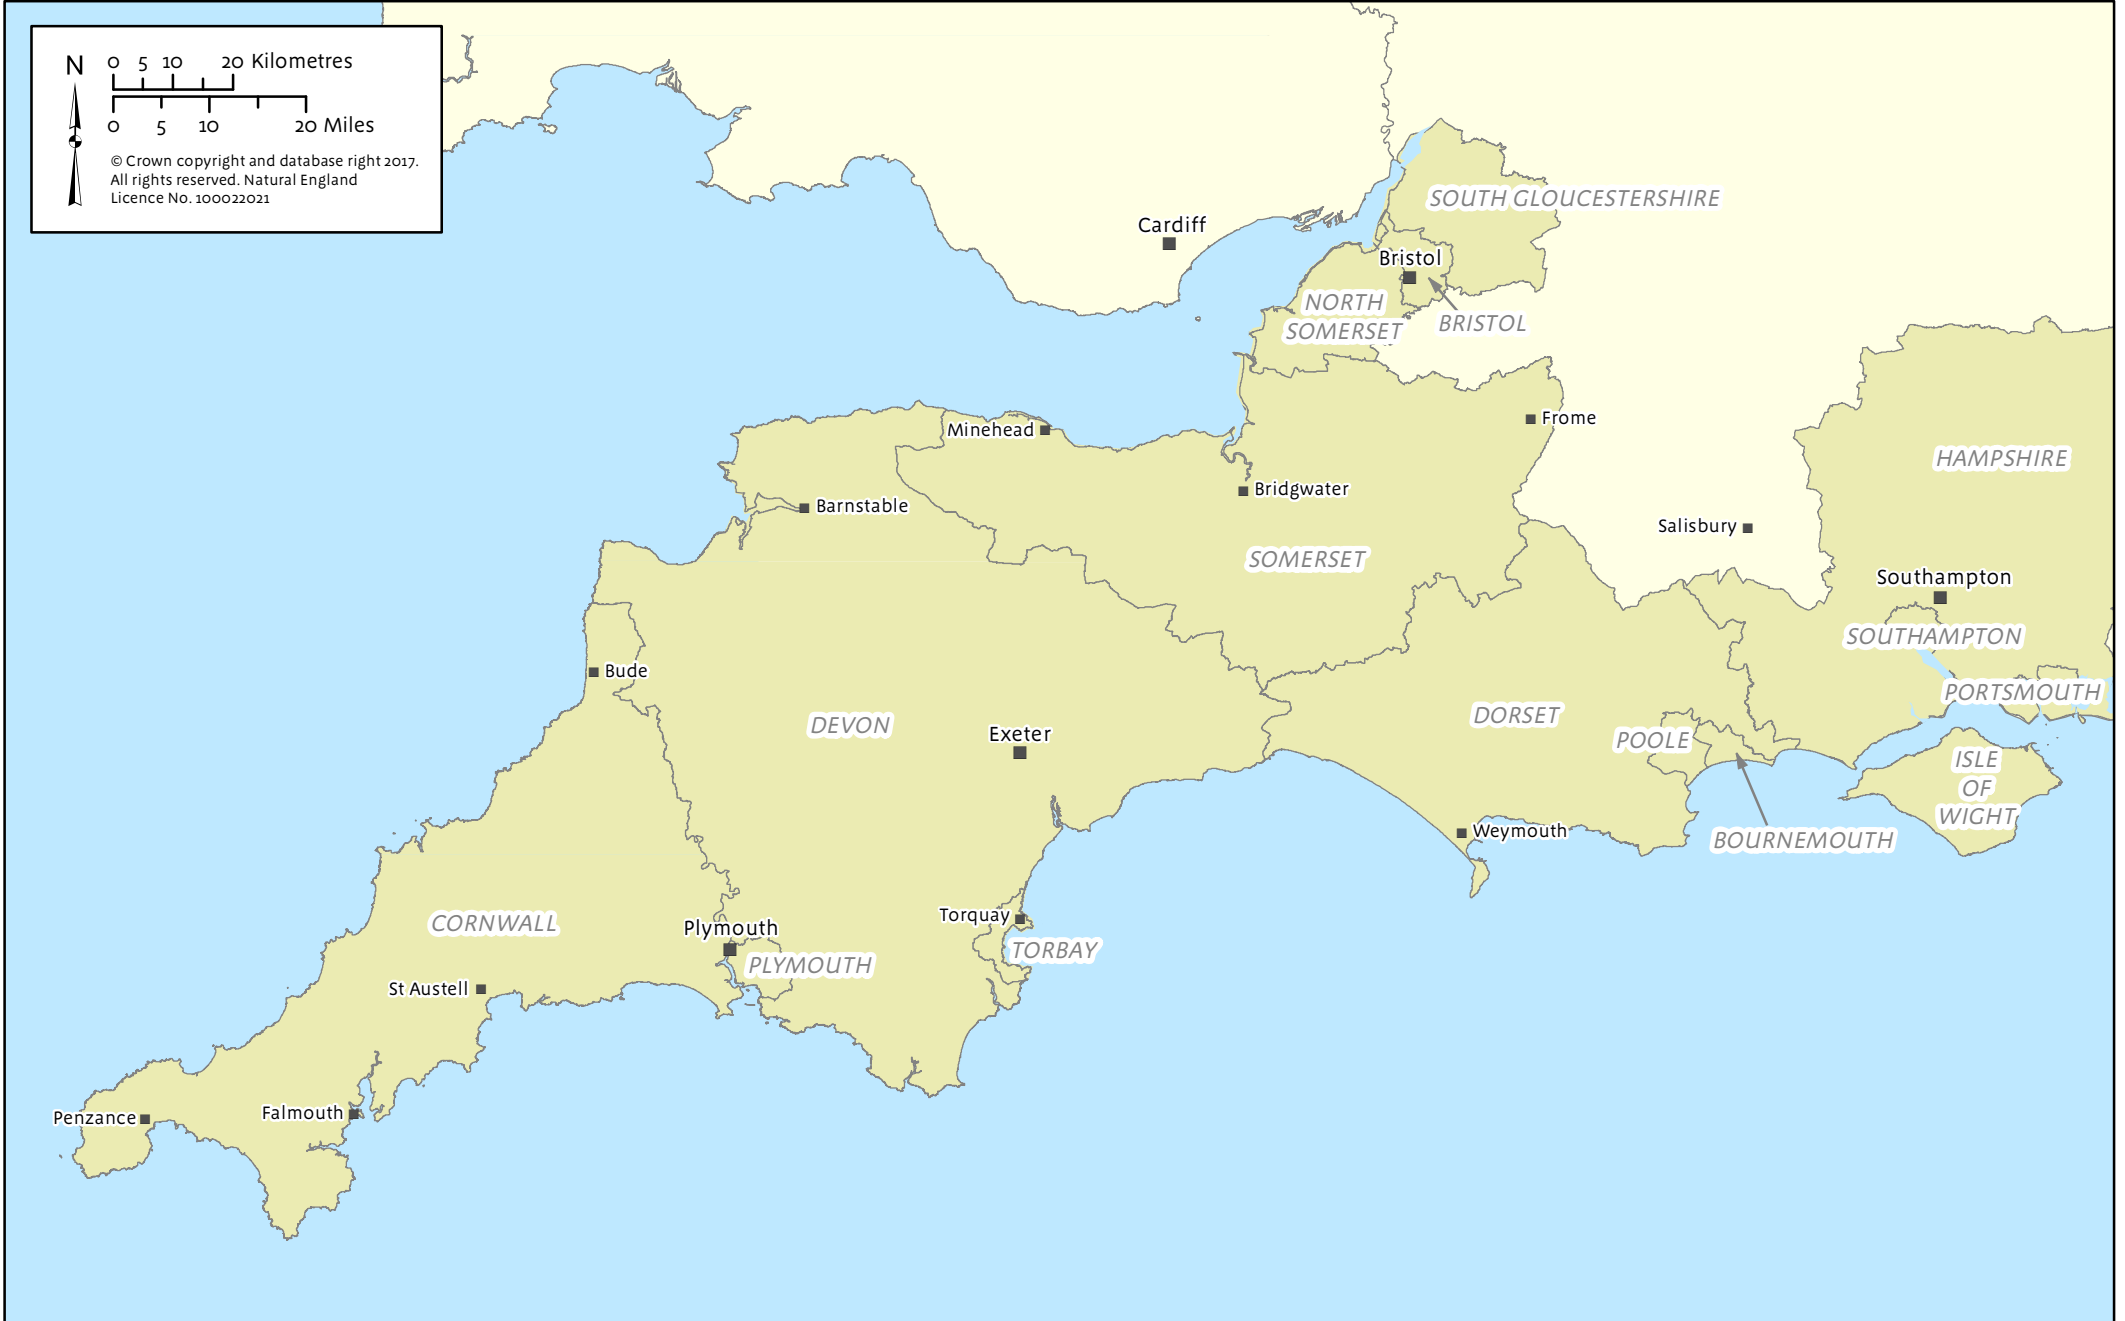 N
0 5 10 20 Kilometres
0 5 10 20 Miles
© Crown copyright and database right 2017.
All rights reserved. Natural England
Licence No. 100022021
SOUTH GLOUCESTERSHIRE
Cardiff
Bristol
NORTH
SOMERSET
BRISTOL
Minehead
Frome
HAMPSHIRE
Bridgwater
Barnstable
Salisbury
SOMERSET
Southampton
SOUTHAMPTON
Bude
PORTSMOUTH
DEVON
Exeter
DORSET
POOLE
ISLE
OF
WIGHT
Weymouth
BOURNEMOUTH
CORNWALL
Torquay
Plymouth
TORBAY
PLYMOUTH
St Austell
Penzance
Falmouth